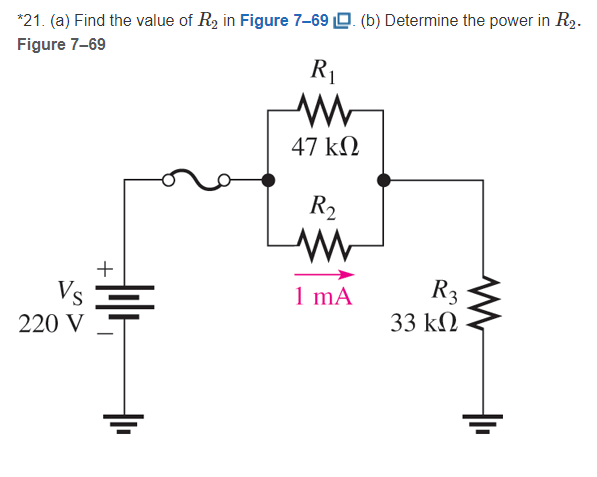 *21. (a) Find the value of R₂ in Figure 7–69 . (b) Determine the power in R₂.
Figure 7–69
R₁
47 kΩ
R₂
1 mA
+
V_S
220 V
–
R₃
33 kΩ